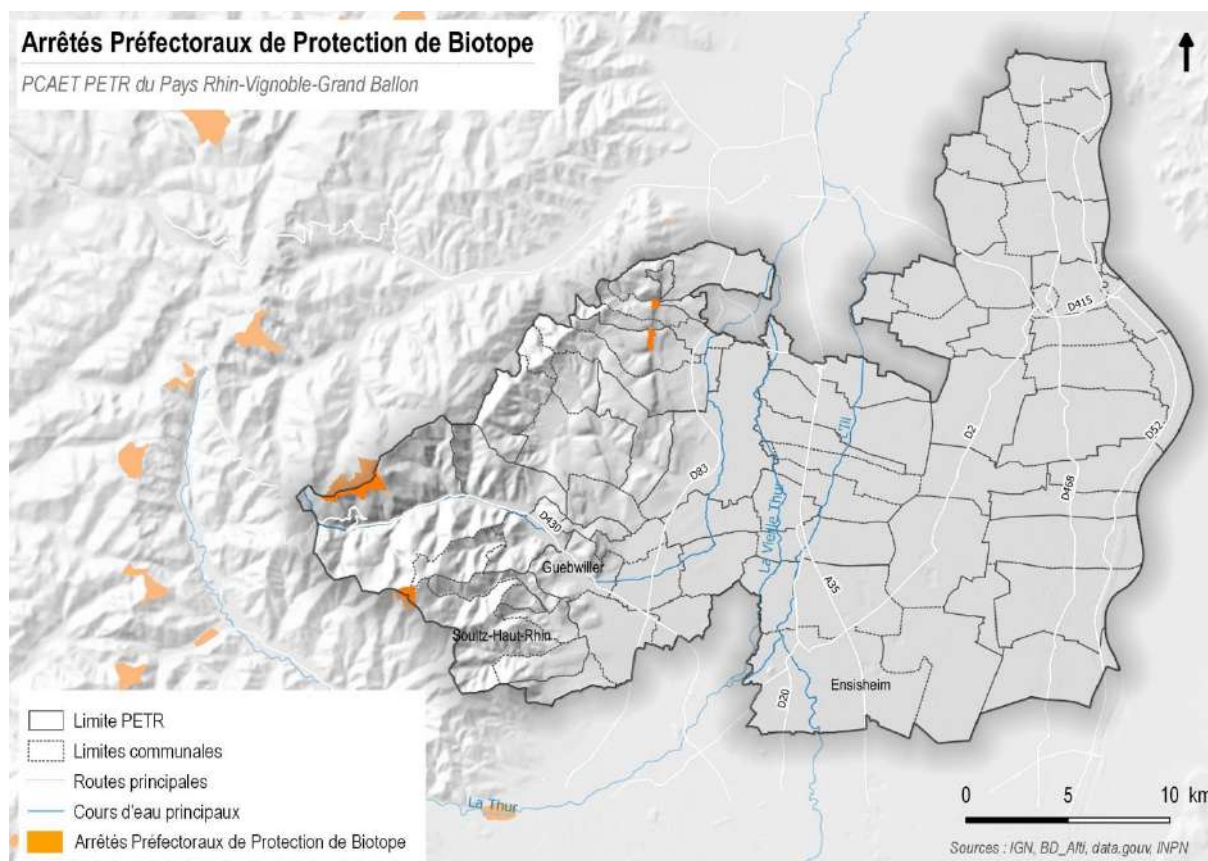 Arrêtés Préfectoraux de Protection de Biotope
PCAET PETR du Pays Rhin-Vignoble-Grand Ballon
D415
D52
D2
D468
L'Ill
D83
La Vieille Thur
D430
Guebwiller
A35
Soultz-Haut-Rhin
Ensisheim
D20
La Thur
Limite PETR
Limites communales
Routes principales
Cours d'eau principaux
Arrêtés Préfectoraux de Protection de Biotope
0 5 10 km
Sources : IGN, BD_Alti, data.gouv, INPN